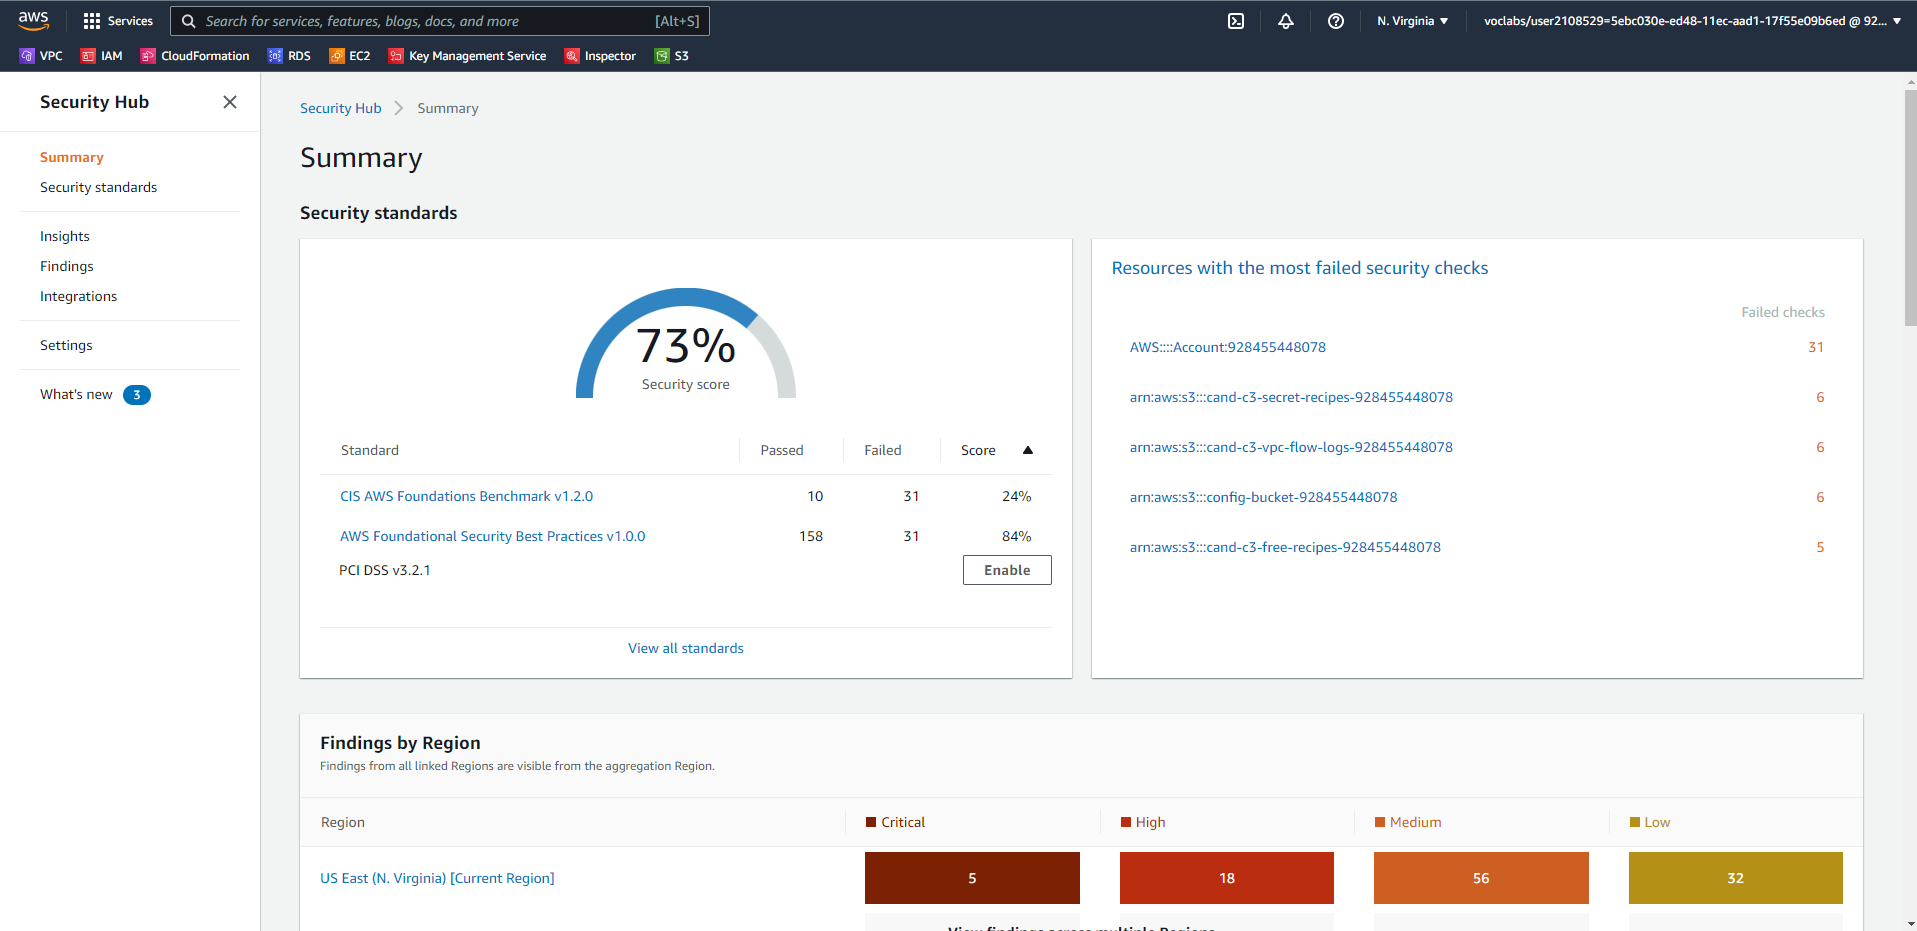 aws
Services
Search for services, features, blogs, docs, and more
[Alt+S]
N. Virginia
voclabs/user2108529=5ebc030e-ed48-11ec-aad1-17f55e09b6ed @ 92...
VPC
IAM
CloudFormation
RDS
EC2
Key Management Service
Inspector
S3
Security Hub
Summary
Security standards
Insights
Findings
Integrations
Settings
What's new 3
Security Hub
Summary
Summary
Security standards
73%
Security score
Standard Passed Failed Score
CIS AWS Foundations Benchmark v1.2.0 10 31 24%
AWS Foundational Security Best Practices v1.0.0 158 31 84%
PCI DSS v3.2.1 Enable
View all standards
Resources with the most failed security checks
Failed checks
AWS::::Account:928455448078 31
arn:aws:s3:::cand-c3-secret-recipes-928455448078 6
arn:aws:s3:::cand-c3-vpc-flow-logs-928455448078 6
arn:aws:s3:::config-bucket-928455448078 6
arn:aws:s3:::cand-c3-free-recipes-928455448078 5
Findings by Region
Findings from all linked Regions are visible from the aggregation Region.
Region Critical High Medium Low
US East (N. Virginia) [Current Region] 5 18 56 32
View findings across multiple Regions